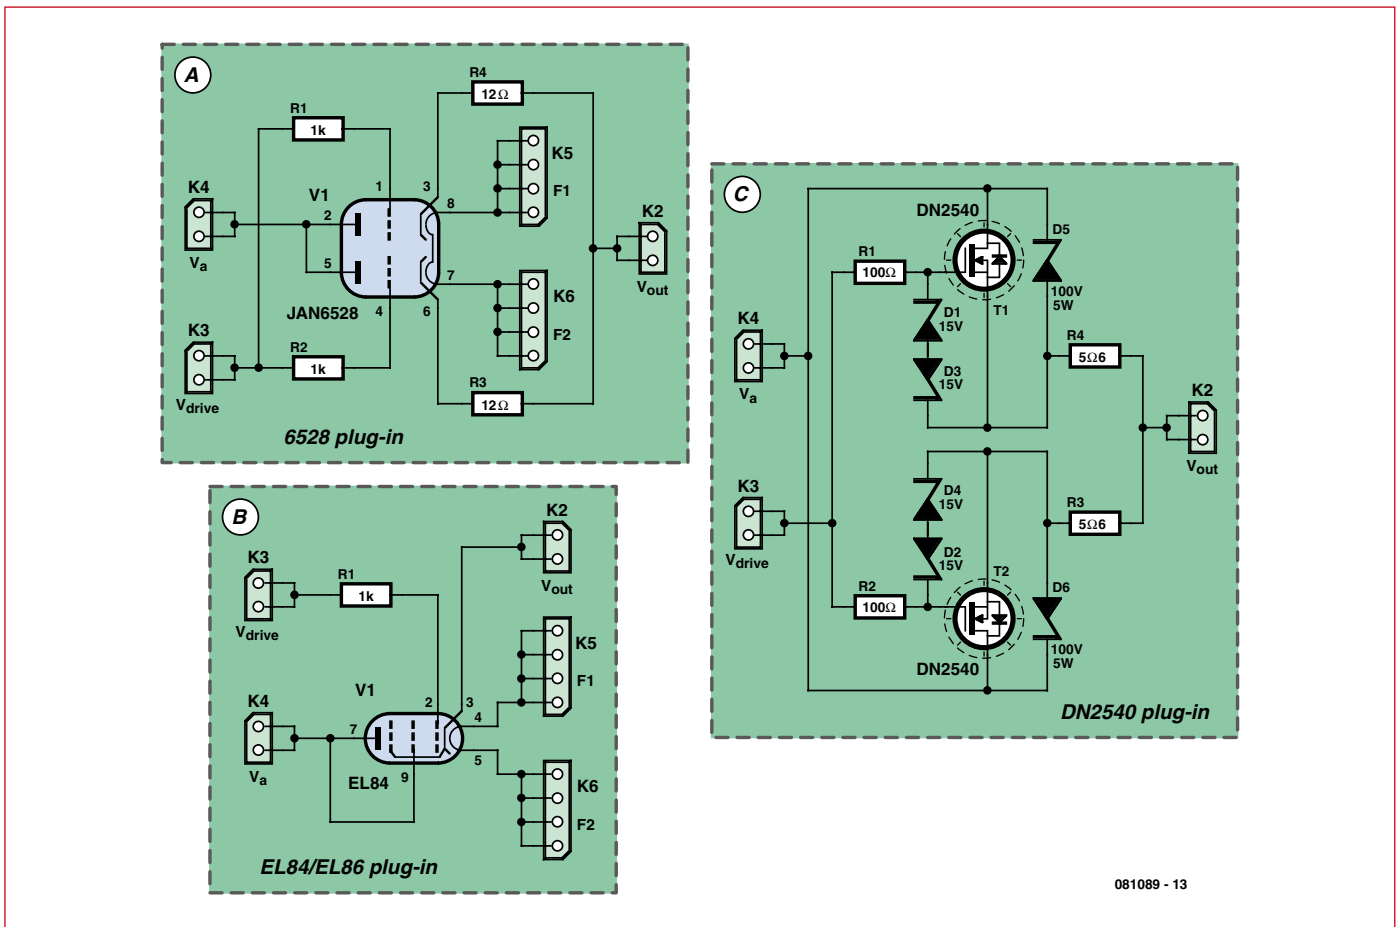 A
R4
12Ω
R1
1k
K5
F1
K4
Va
V1
1
3
8
2
5
7
4
6
JAN6528
K2
Vout
K6
F2
K3
Vdrive
R2
1k
R3
12Ω
6528 plug-in
B
K2
Vout
K3
Vdrive
R1
1k
K5
F1
K4
Va
V1
2
3
4
7
5
9
EL84
K6
F2
EL84/EL86 plug-in
C
DN2540
D5
100V
5W
R1
100Ω
T1
D1
15V
D3
15V
K4
Va
R4
5Ω6
K2
Vout
K3
Vdrive
D4
15V
D2
15V
R3
5Ω6
R2
100Ω
T2
D6
100V
5W
DN2540
DN2540 plug-in
081089 - 13